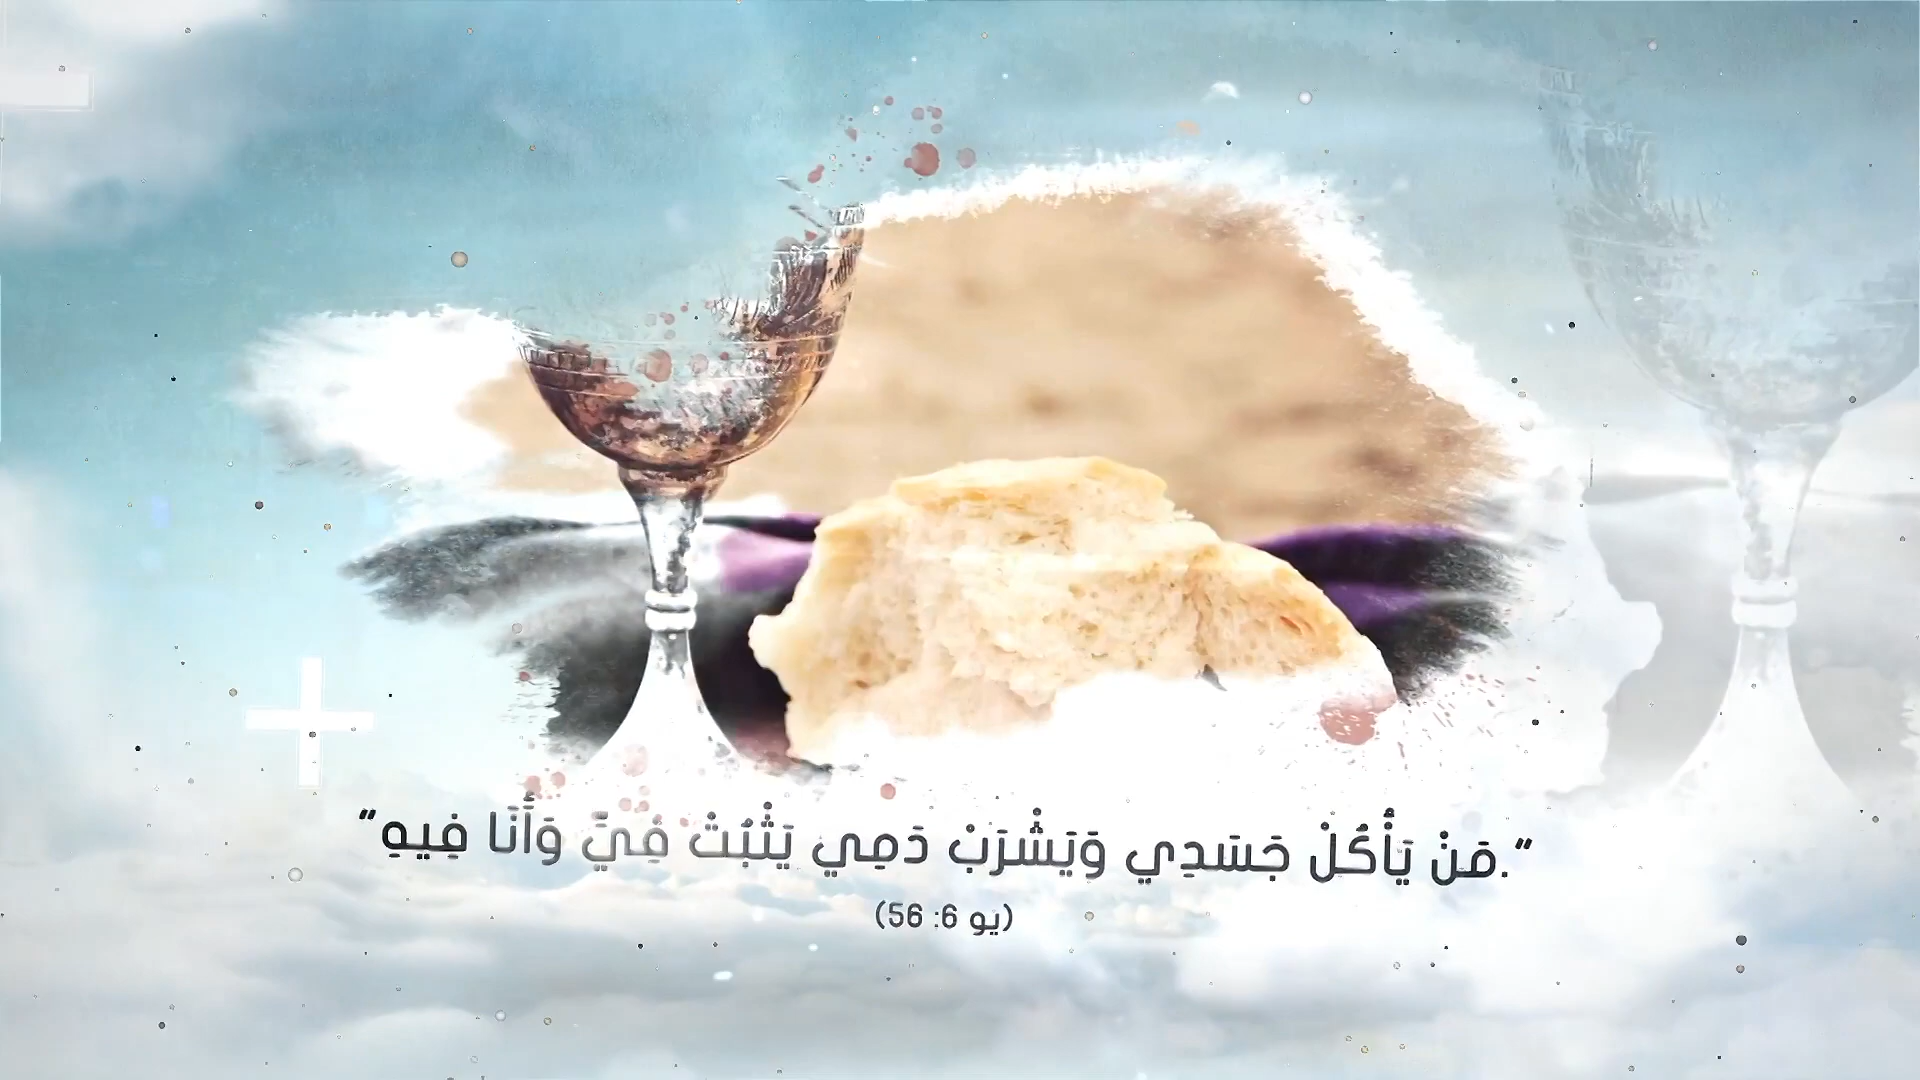 ”.مَنْ يَأْكُلْ جَسَدِي وَيَشْرَبْ دَمِي يَثْبُتْ فِيَّ وَأَنَا فِيهِ“
(يو 6: 56)